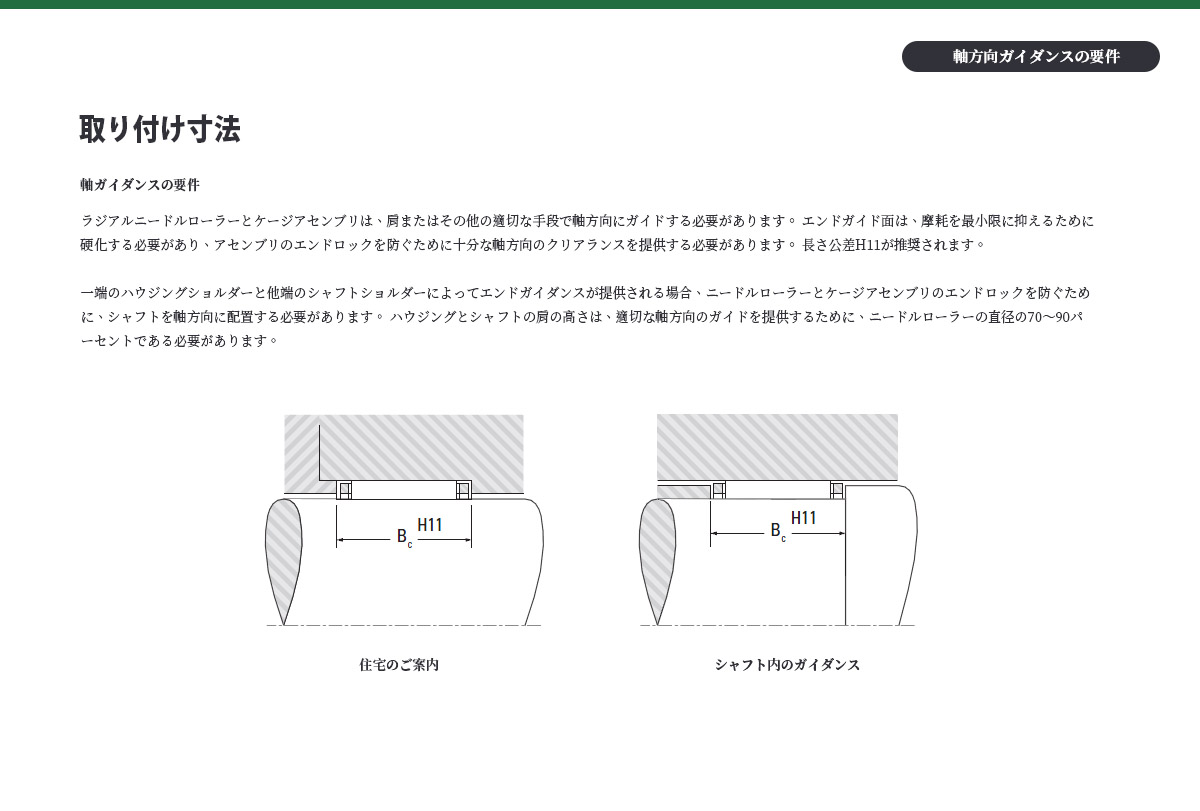 軸方向ガイダンスの要件
取り付け寸法
軸ガイダンスの要件
ラジアルニードルローラーとケージアセンブリは、肩またはその他の適切な手段で軸方向にガイドする必要があります。 エンドガイド面は、摩耗を最小限に抑えるために
硬化する必要があり、アセンブリのエンドロックを防ぐために十分な軸方向のクリアランスを提供する必要があります。 長さ公差H11が推奨されます。
一端のハウジングショルダーと他端のシャフトショルダーによってエンドガイダンスが提供される場合、ニードルローラーとケージアセンブリのエンドロックを防ぐため
に、シャフトを軸方向に配置する必要があります。 ハウジングとシャフトの肩の高さは、適切な軸方向のガイドを提供するために、ニードルローラーの直径の70〜90パ
ーセントである必要があります。
Bc H11
Bc H11
住宅のご案内
シャフト内のガイダンス